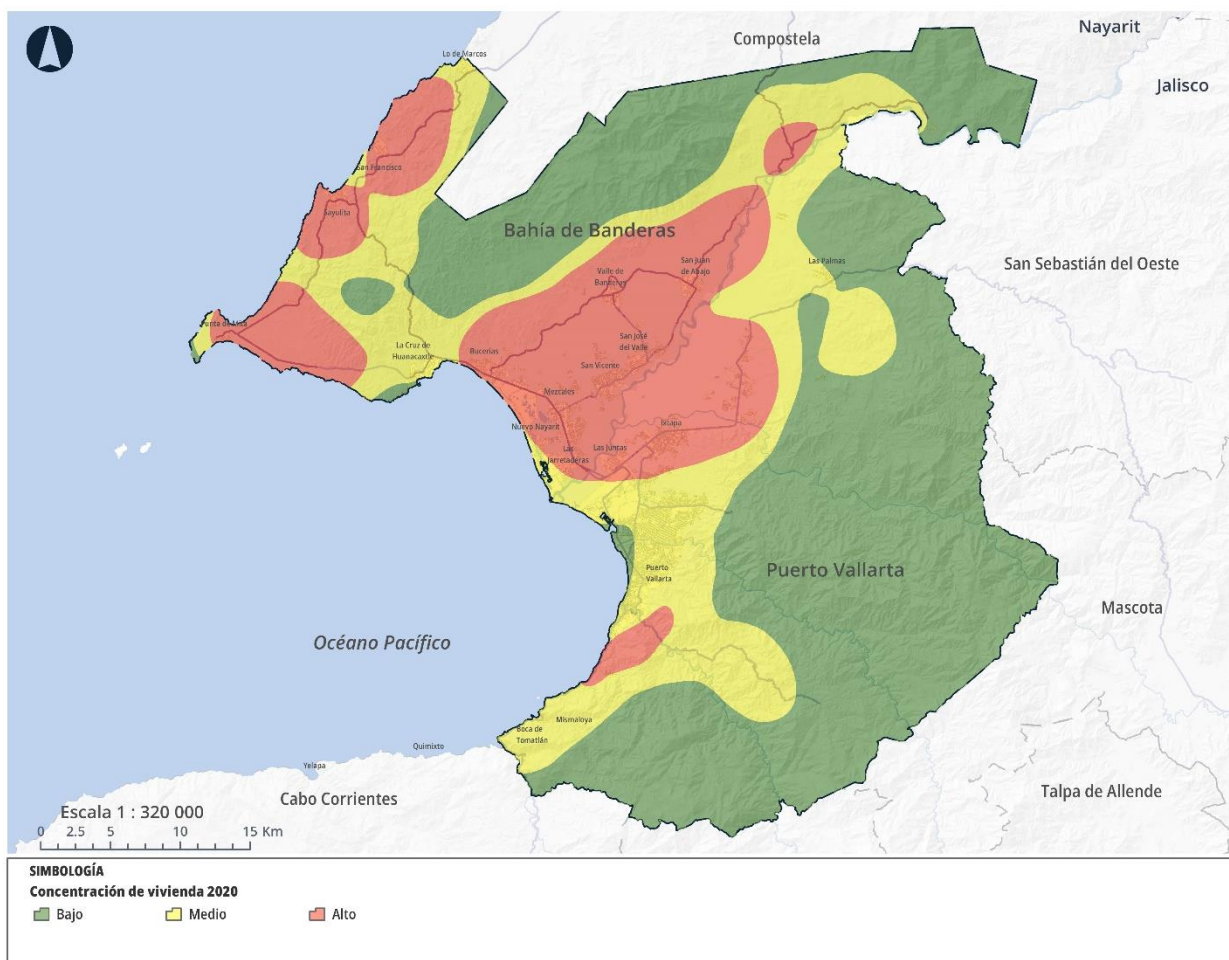 Lo de Marcos
Compostela
Nayarit
Jalisco
San Francisco
Sayulita
Bahía de Banderas
San Juan
de Abajo
Valle de
Banderas
Las Palmas
San Sebastián del Oeste
Punta de Mita
La Cruz de
Huanacaxtle
Bucerías
San José
del Valle
San Vicente
Mezcales
Nuevo Nayarit
Ixtapa
Las Juntas
Las
Jarretaderas
Puerto
Vallarta
Puerto Vallarta
Mascota
Océano Pacífico
Mismaloya
Boca de
Tomatlán
Quimixto
Yelapa
Cabo Corrientes
Talpa de Allende
Escala 1 : 320 000
0 2.5 5 10 15 Km
SIMBOLOGÍA
Concentración de vivienda 2020
Bajo Medio Alto